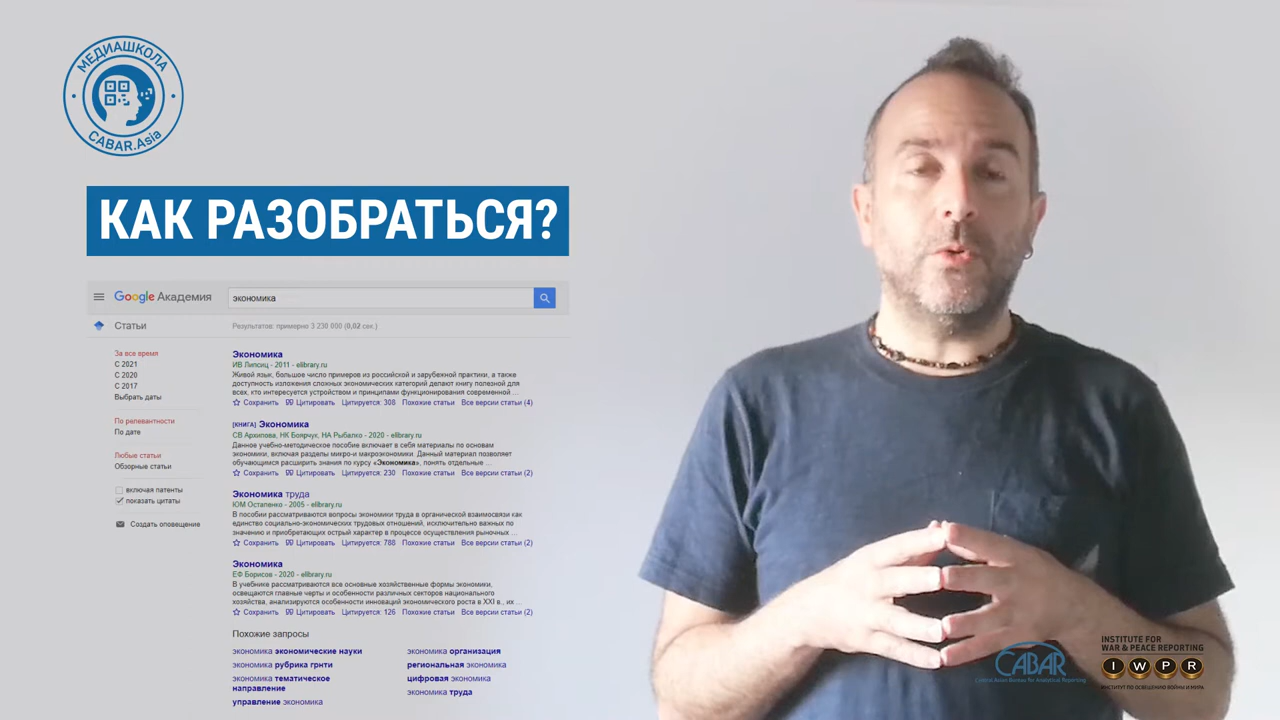 МЕДИАШКОЛА
CABAR.Asia
КАК РАЗОБРАТЬСЯ?
Google Академия
экономика
Статьи
Результатов: примерно 3 230 000 (0,02 сек.)
За все время
С 2021
С 2020
С 2017
Выбрать даты
По релевантности
По дате
Любые статьи
Обзорные статьи
включая патенты
показать цитаты
Создать оповещение
Экономика
ИВ Липсиц - 2011 - elibrary.ru
Живой язык, большое число примеров из российской и зарубежной практики, а также
доступность изложения сложных экономических категорий делают книгу полезной для
всех, кто интересуется устройством и принципами функционирования современной ...
Сохранить Цитировать Цитируется: 308 Похожие статьи Все версии статьи (4)
[КНИГА] Экономика
СВ Архипова, НК Боярчук, НА Рыбалко - 2020 - elibrary.ru
Данное учебно-методическое пособие включает в себя материалы по основам
экономики, включая разделы микро-и макроэкономики. Данный материал позволяет
обучающимся расширить знания по курсу «Экономика», понять отдельные ...
Сохранить Цитировать Цитируется: 230 Похожие статьи Все версии статьи (2)
Экономика труда
ЮМ Остапенко - 2005 - elibrary.ru
В пособии рассматриваются вопросы экономики труда в органической взаимосвязи как
единство социально-экономических трудовых отношений, исключительно важных по
значению и приобретающих острый характер в процессе осуществления рыночных ...
Сохранить Цитировать Цитируется: 786 Похожие статьи Все версии статьи (2)
Экономика
ЕФ Борисов - 2020 - elibrary.ru
В учебнике рассматриваются все основные хозяйственные формы экономики,
освещаются главные черты и особенности различных секторов национального
хозяйства, анализируются особенности инноваций экономического роста в XXI в., их ...
Сохранить Цитировать Цитируется: 126 Похожие статьи Все версии статьи (2)
Похожие запросы
экономика экономические науки
экономика рубрика грнти
экономика тематическое
направление
управление экономика
экономика организация
региональная экономика
цифровая экономика
экономика труда
CABAR
Central Asian Bureau for Analytical Reporting
INSTITUTE FOR
WAR & PEACE REPORTING
I W P R
ИНСТИТУТ ПО ОСВЕЩЕНИЮ ВОЙНЫ И МИРА